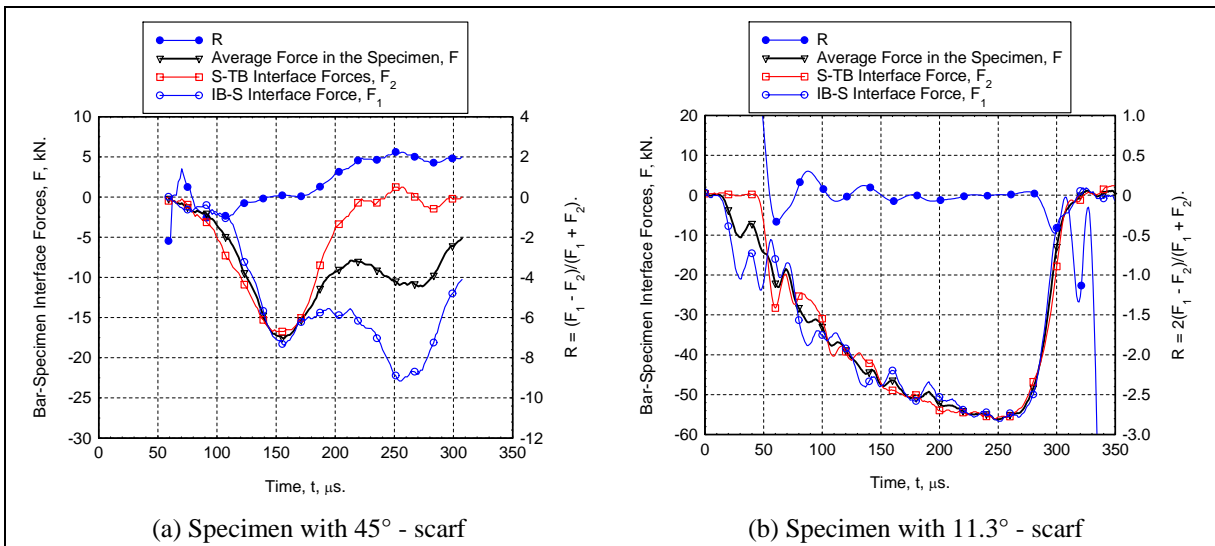 R
Average Force in the Specimen, F
S-TB Interface Forces, F2
IB-S Interface Force, F1
Bar-Specimen Interface Forces, F, kN.
10
5
0
-5
-10
-15
-20
-25
-30
4
2
0
-2
-4
-6
-8
-10
-12
R = (F1 - F2)/(F1 + F2).
0 50 100 150 200 250 300 350
Time, t, μs.
(a) Specimen with 45° - scarf
R
Average Force in the Specimen, F
S-TB Interface Forces, F2
IB-S Interface Force, F1
Bar-Specimen Interface Forces, F, kN.
20
10
0
-10
-20
-30
-40
-50
-60
1.0
0.5
0.0
-0.5
-1.0
-1.5
-2.0
-2.5
-3.0
R = 2(F1 - F2)/(F1 + F2).
0 50 100 150 200 250 300 350
Time, t, μs.
(b) Specimen with 11.3° - scarf